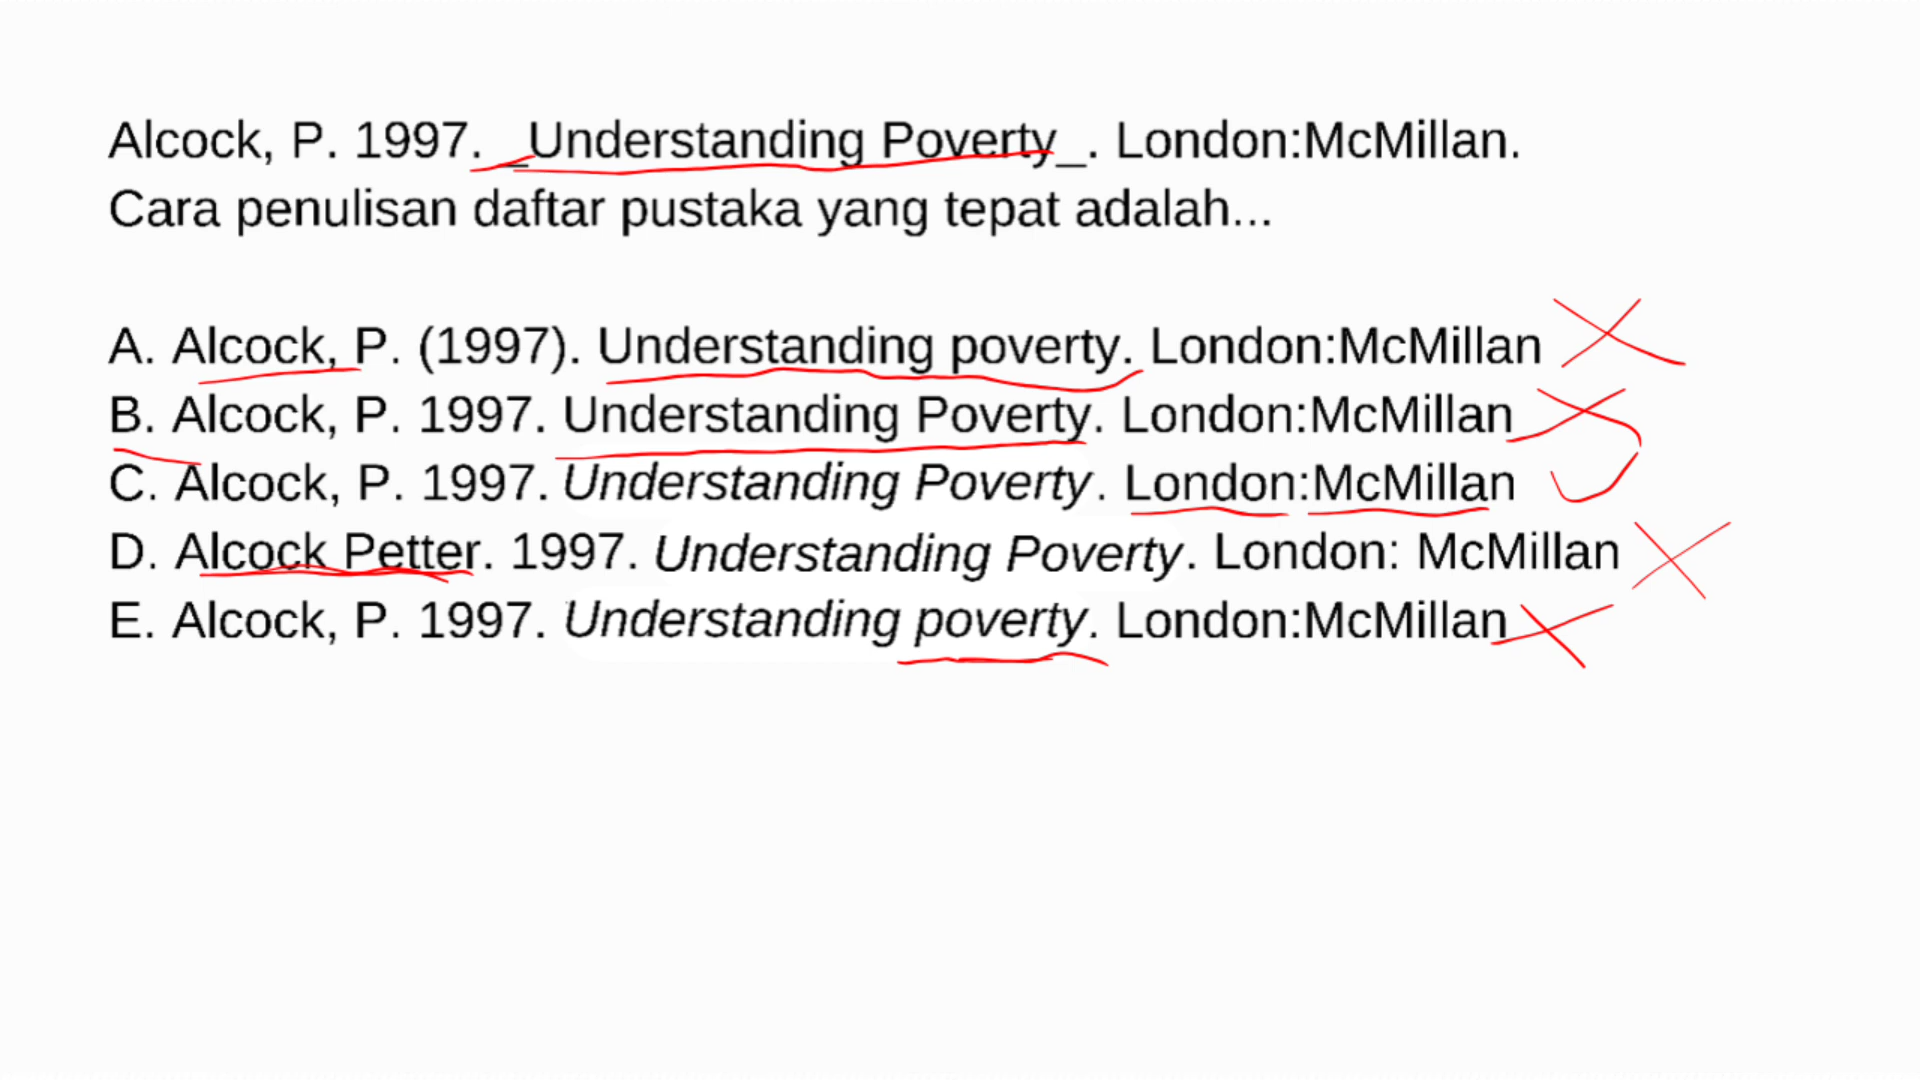 Alcock, P. 1997. _Understanding Poverty_. London:McMillan.
Cara penulisan daftar pustaka yang tepat adalah...
A. Alcock, P. (1997). Understanding poverty. London:McMillan
B. Alcock, P. 1997. Understanding Poverty. London:McMillan
C. Alcock, P. 1997. Understanding Poverty. London:McMillan
D. Alcock Petter. 1997. Understanding Poverty. London: McMillan
E. Alcock, P. 1997. Understanding poverty. London:McMillan